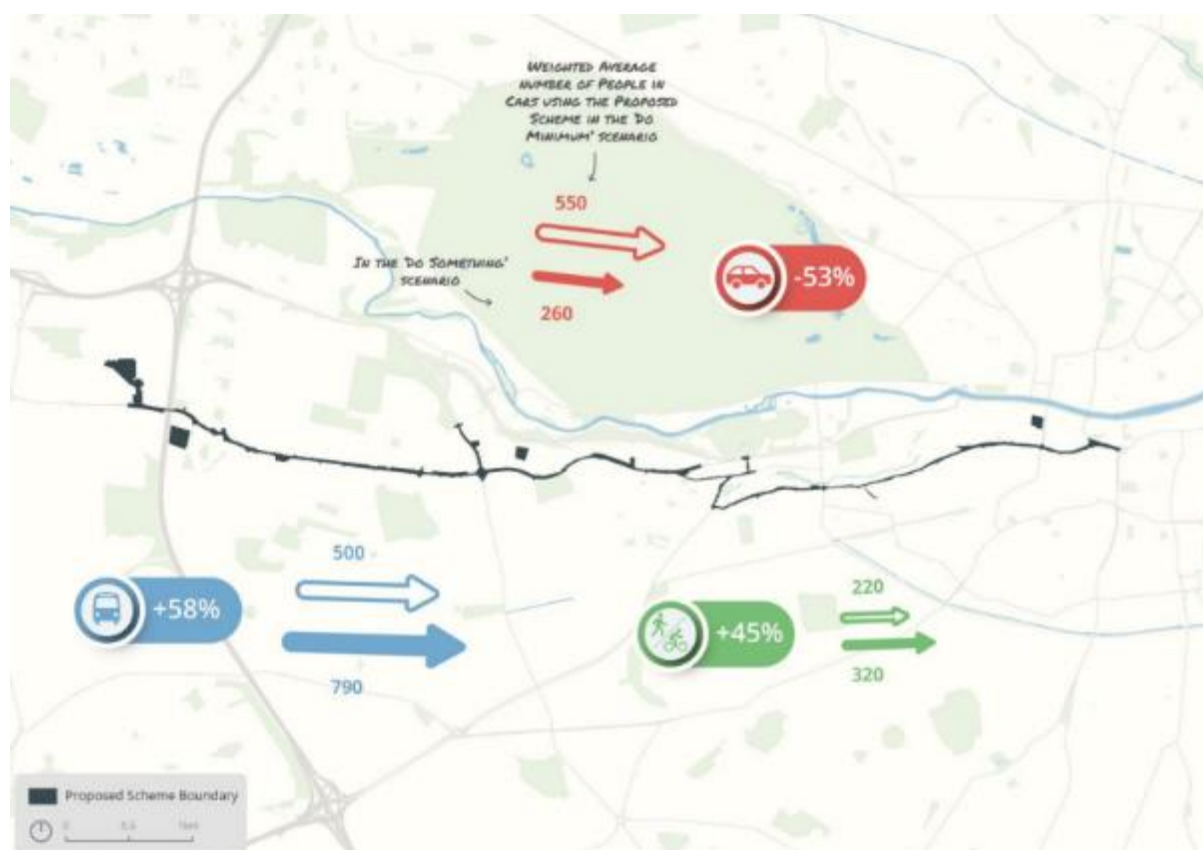 WEIGHTED AVERAGE
NUMBER OF PEOPLE IN
CARS USING THE PROPOSED
SCHEME IN THE 'DO
MINIMUM' SCENARIO
550
IN THE 'DO SOMETHING'
SCENARIO
260
-53%
500
+58%
790
220
+45%
320
Proposed Scheme Boundary
0